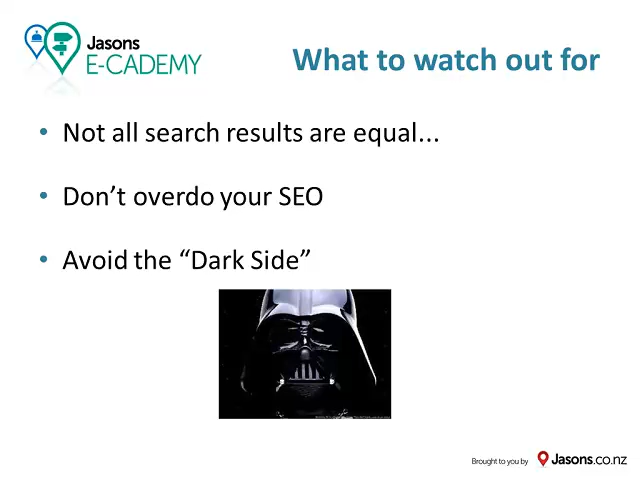 Jasons
E-CADEMY
What to watch out for
• Not all search results are equal...
• Don’t overdo your SEO
• Avoid the “Dark Side”
Brought to you by Jasons.co.nz